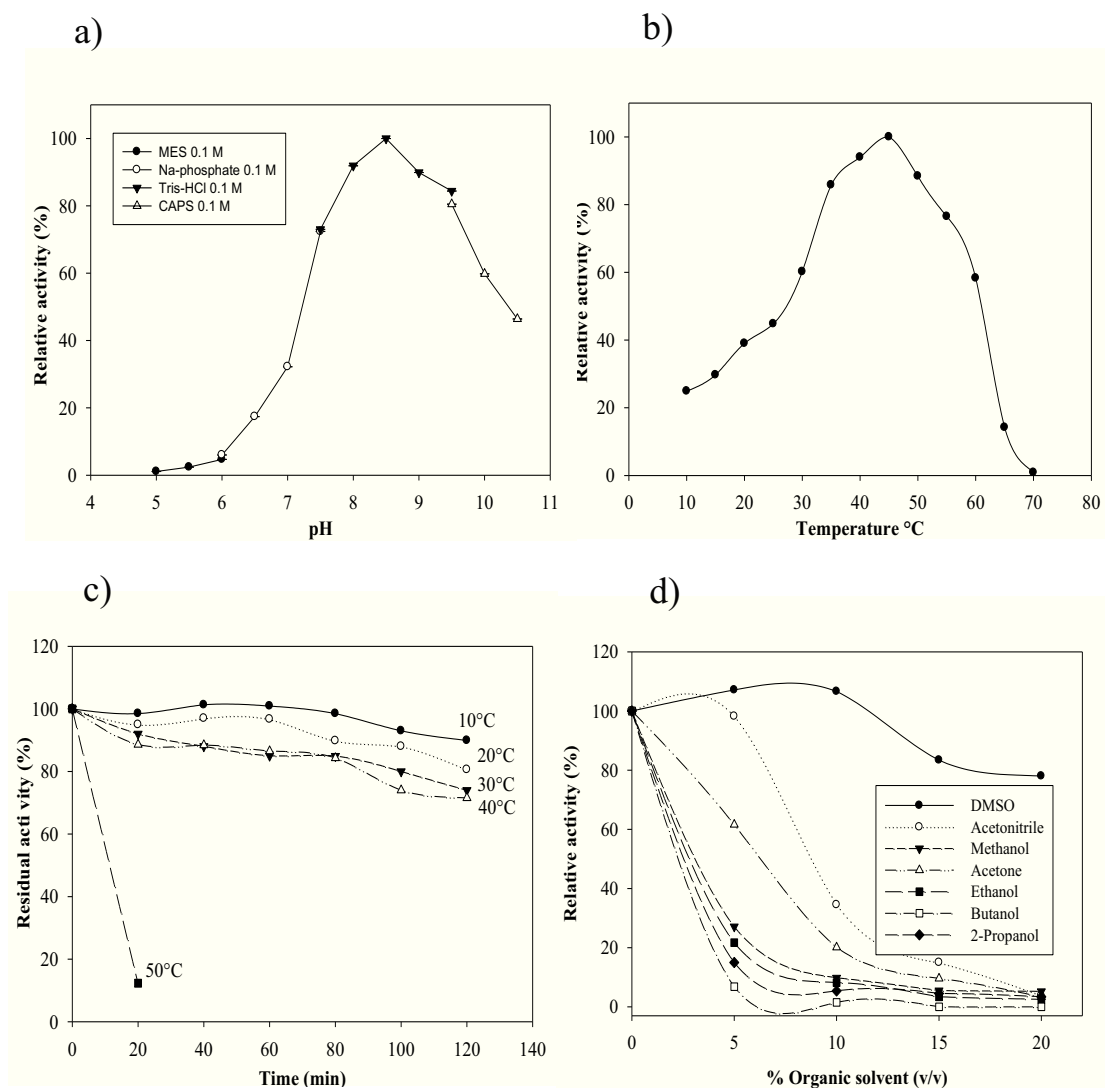 a)
Relative activity (%)
100
80
60
40
20
0
MES 0.1 M
Na-phosphate 0.1 M
Tris-HCl 0.1 M
CAPS 0.1 M
4 5 6 7 8 9 10 11
pH
b)
Relative activity (%)
100
80
60
40
20
0
0 10 20 30 40 50 60 70 80
Temperature °C
c)
Residual acti vity (%)
120
100
80
60
40
20
0
10°C
20°C
30°C
40°C
50°C
0 20 40 60 80 100 120 140
Time (min)
d)
Relative activity (%)
120
100
80
60
40
20
0
DMSO
Acetonitrile
Methanol
Acetone
Ethanol
Butanol
2-Propanol
0 5 10 15 20
% Organic solvent (v/v)